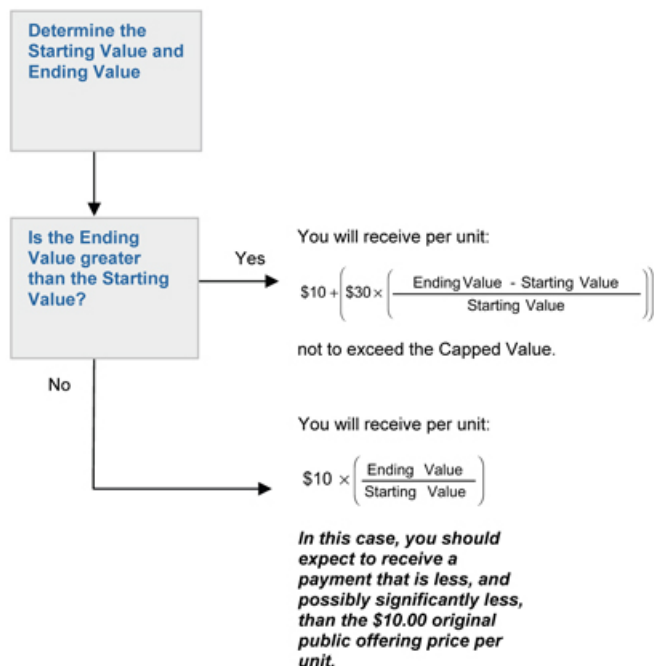 Determine the
Starting Value and
Ending Value
Is the Ending
Value greater
than the Starting
Value?
Yes
You will receive per unit:
$10 + ( $30 × ( Ending Value - Starting Value
Starting Value ) )
not to exceed the Capped Value.
No
You will receive per unit:
$10 × ( Ending Value
Starting Value )
In this case, you should
expect to receive a
payment that is less, and
possibly significantly less,
than the $10.00 original
public offering price per
unit.